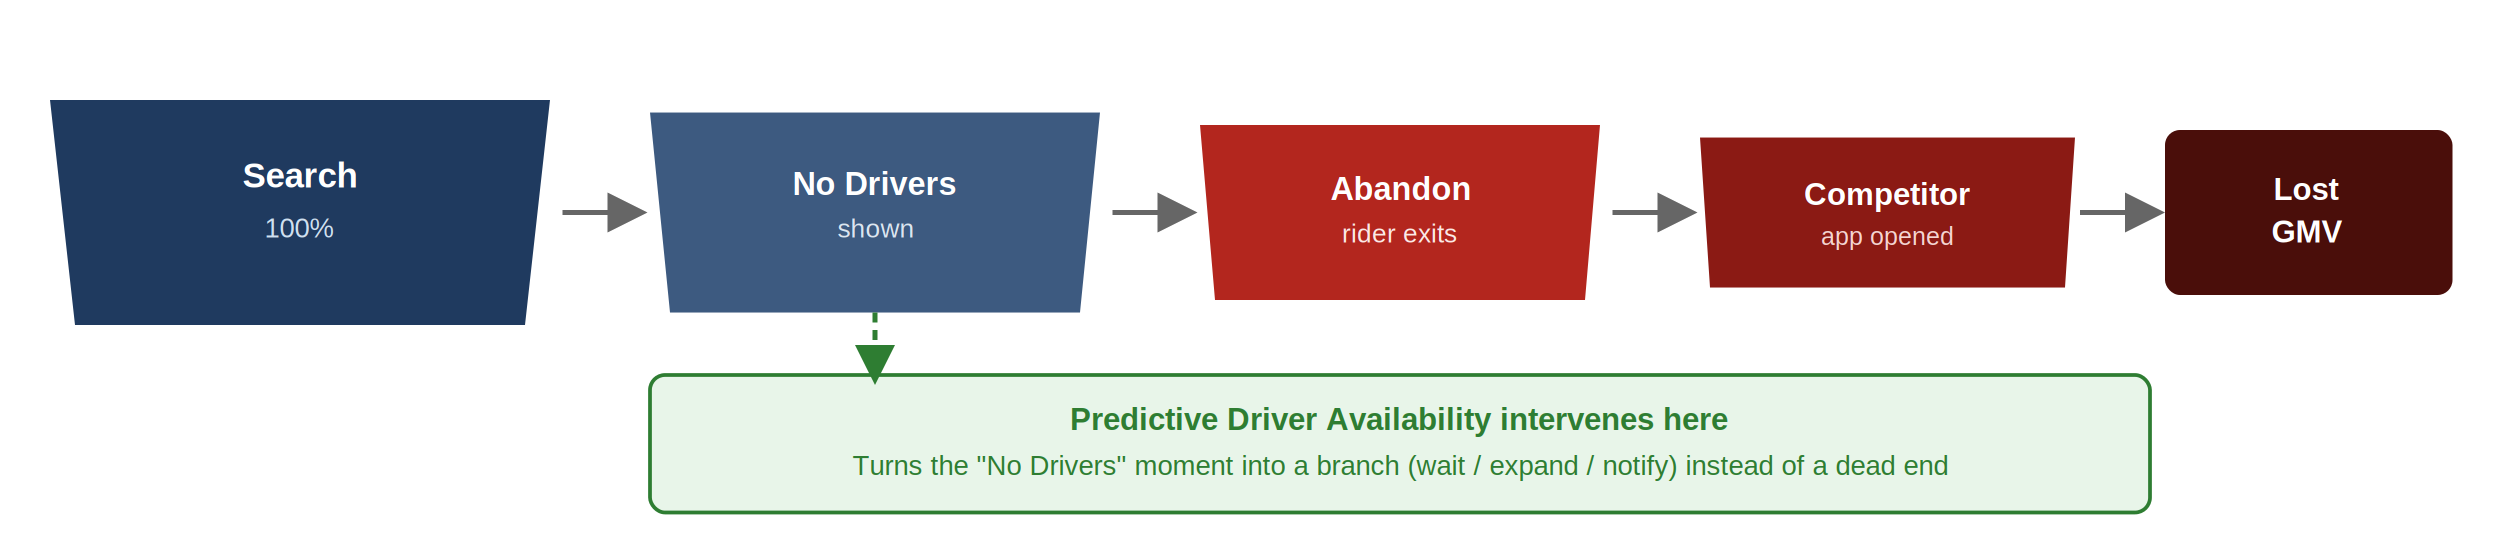 Search
100%
No Drivers
shown
Abandon
rider exits
Competitor
app opened
Lost
GMV
Predictive Driver Availability intervenes here
Turns the "No Drivers" moment into a branch (wait / expand / notify) instead of a dead end